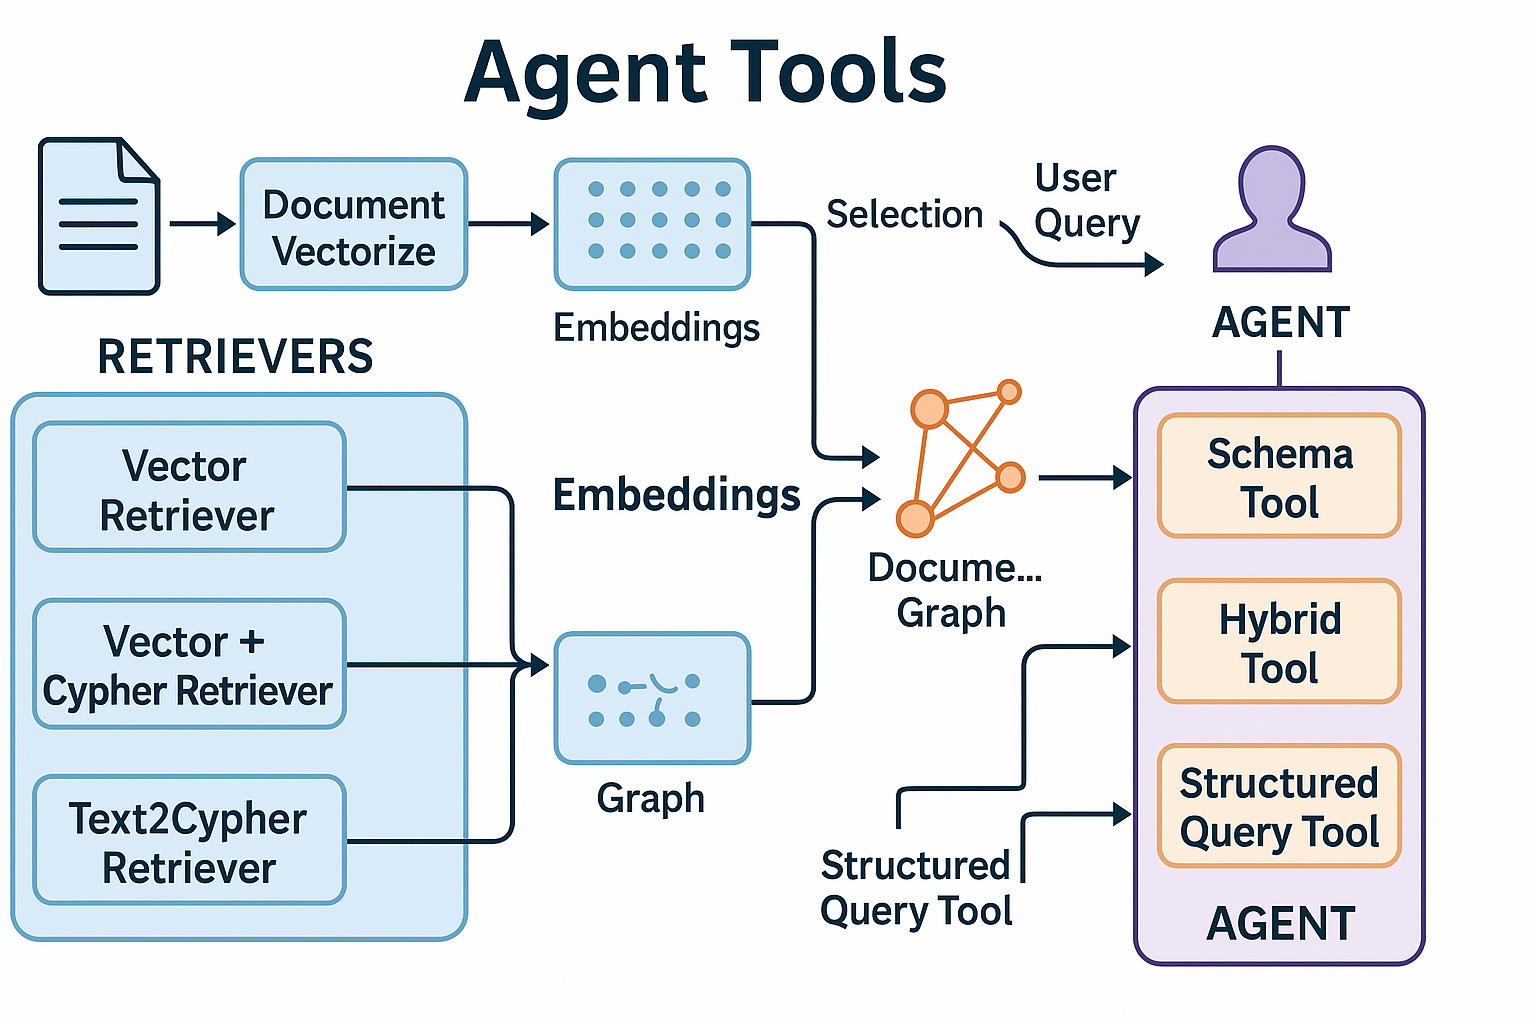 Agent Tools
Document
Vectorize
Embeddings
Selection
User
Query
AGENT
RETRIEVERS
Vector
Retriever
Vector +
Cypher Retriever
Text2Cypher
Retriever
Embeddings
Graph
Docume...
Graph
Structured
Query Tool
Schema
Tool
Hybrid
Tool
Structured
Query Tool
AGENT